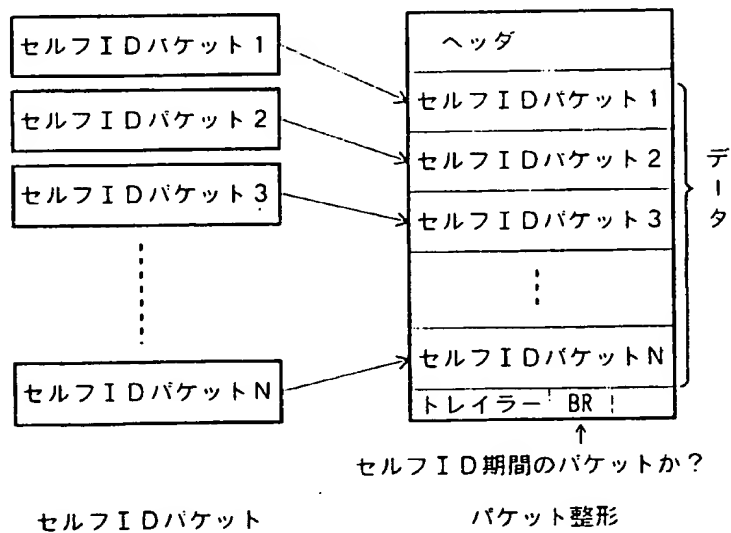 セルフＩＤパケット１
セルフＩＤパケット２
セルフＩＤパケット３
セルフＩＤパケットＮ
セルフＩＤパケット
ヘッダ
セルフＩＤパケット１
セルフＩＤパケット２
セルフＩＤパケット３
セルフＩＤパケットＮ
トレイラー BR
データ
セルフＩＤ期間のパケットか？
パケット整形